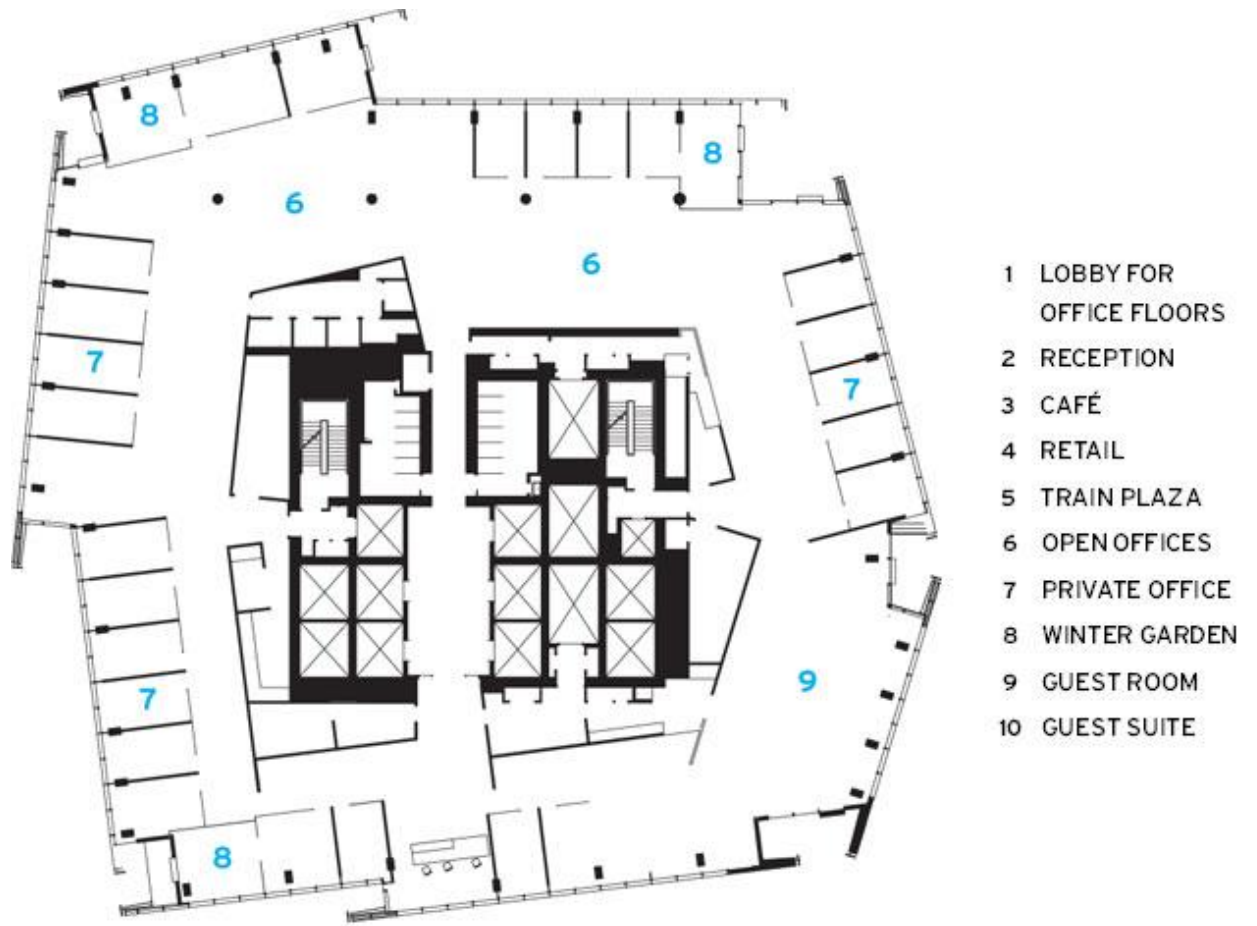 8
8
6
6
7
7
9
7
8
1 LOBBY FOR
OFFICE FLOORS
2 RECEPTION
3 CAFÉ
4 RETAIL
5 TRAIN PLAZA
6 OPEN OFFICES
7 PRIVATE OFFICE
8 WINTER GARDEN
9 GUEST ROOM
10 GUEST SUITE